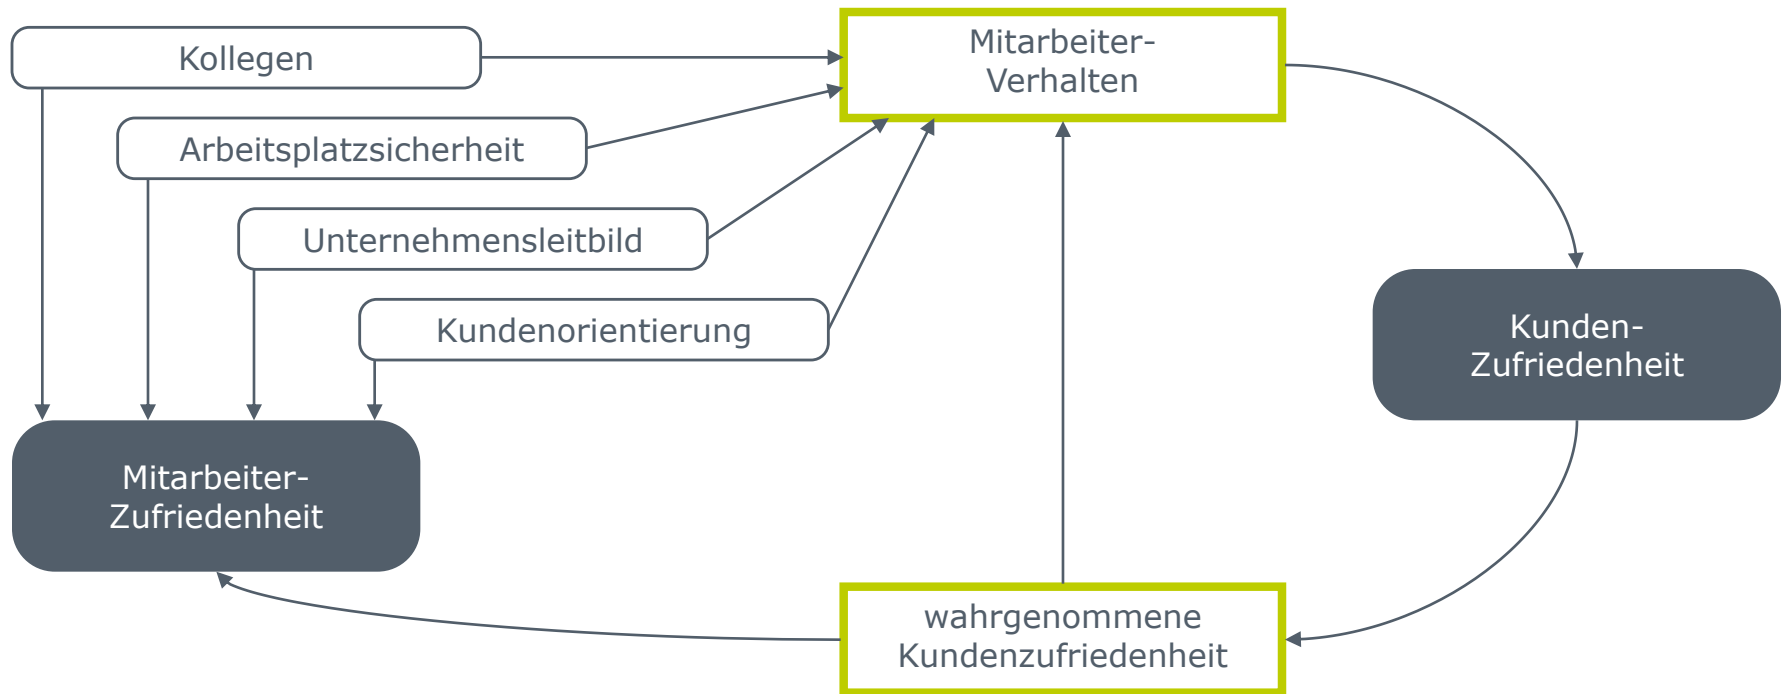 Kollegen
Mitarbeiter-
Verhalten
Arbeitsplatzsicherheit
Unternehmensleitbild
Kundenorientierung
Kunden-
Zufriedenheit
Mitarbeiter-
Zufriedenheit
wahrgenommene
Kundenzufriedenheit